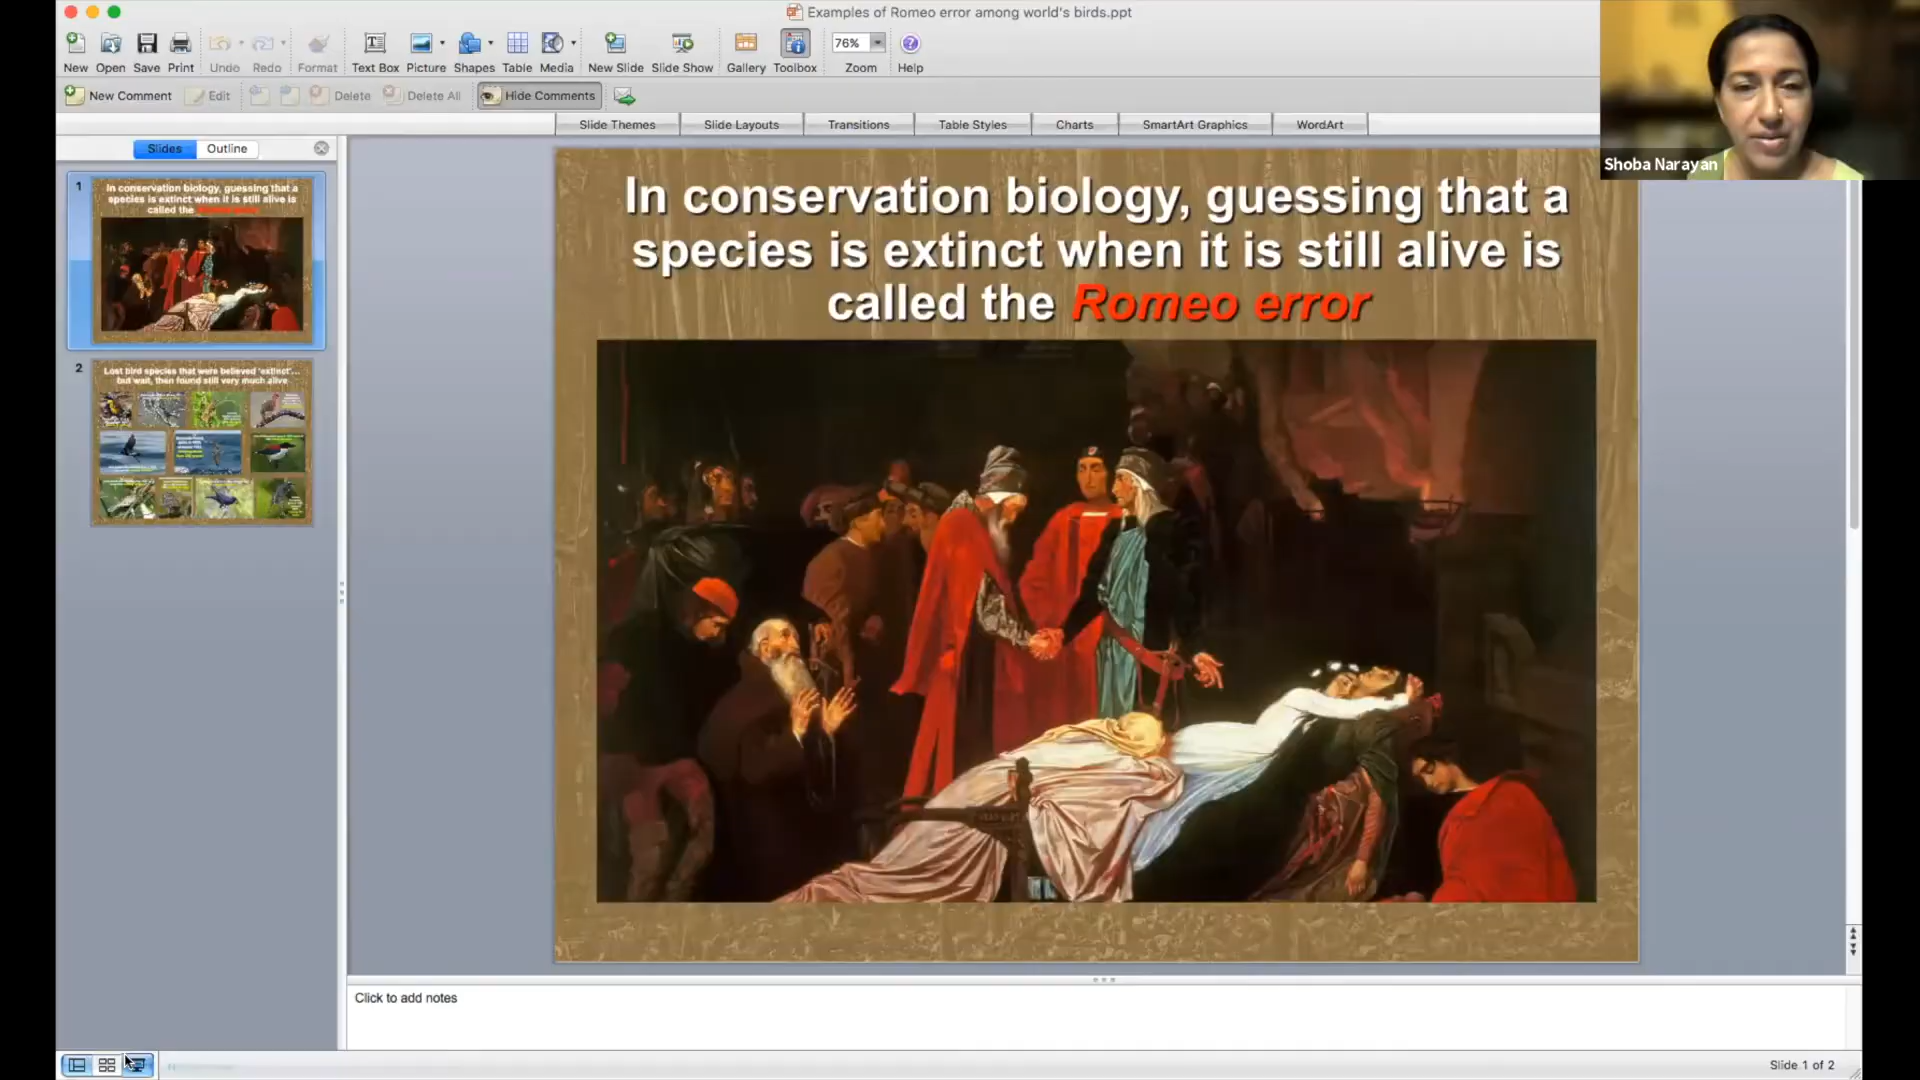 Examples of Romeo error among world's birds.ppt
New Open Save Print Undo Redo Format Text Box Picture Shapes Table Media New Slide Slide Show Gallery Toolbox 76% Zoom Help
New Comment Edit Delete Delete All Hide Comments
Slide Themes Slide Layouts Transitions Table Styles Charts SmartArt Graphics WordArt
Shoba Narayan
Slides Outline
1
In conservation biology, guessing that a
species is extinct when it is still alive is
called the Romeo error
2
Lost bird species that were believed 'extinct'...
but wait, then found still very much alive
In conservation biology, guessing that a
species is extinct when it is still alive is
called the Romeo error
Click to add notes
Slide 1 of 2